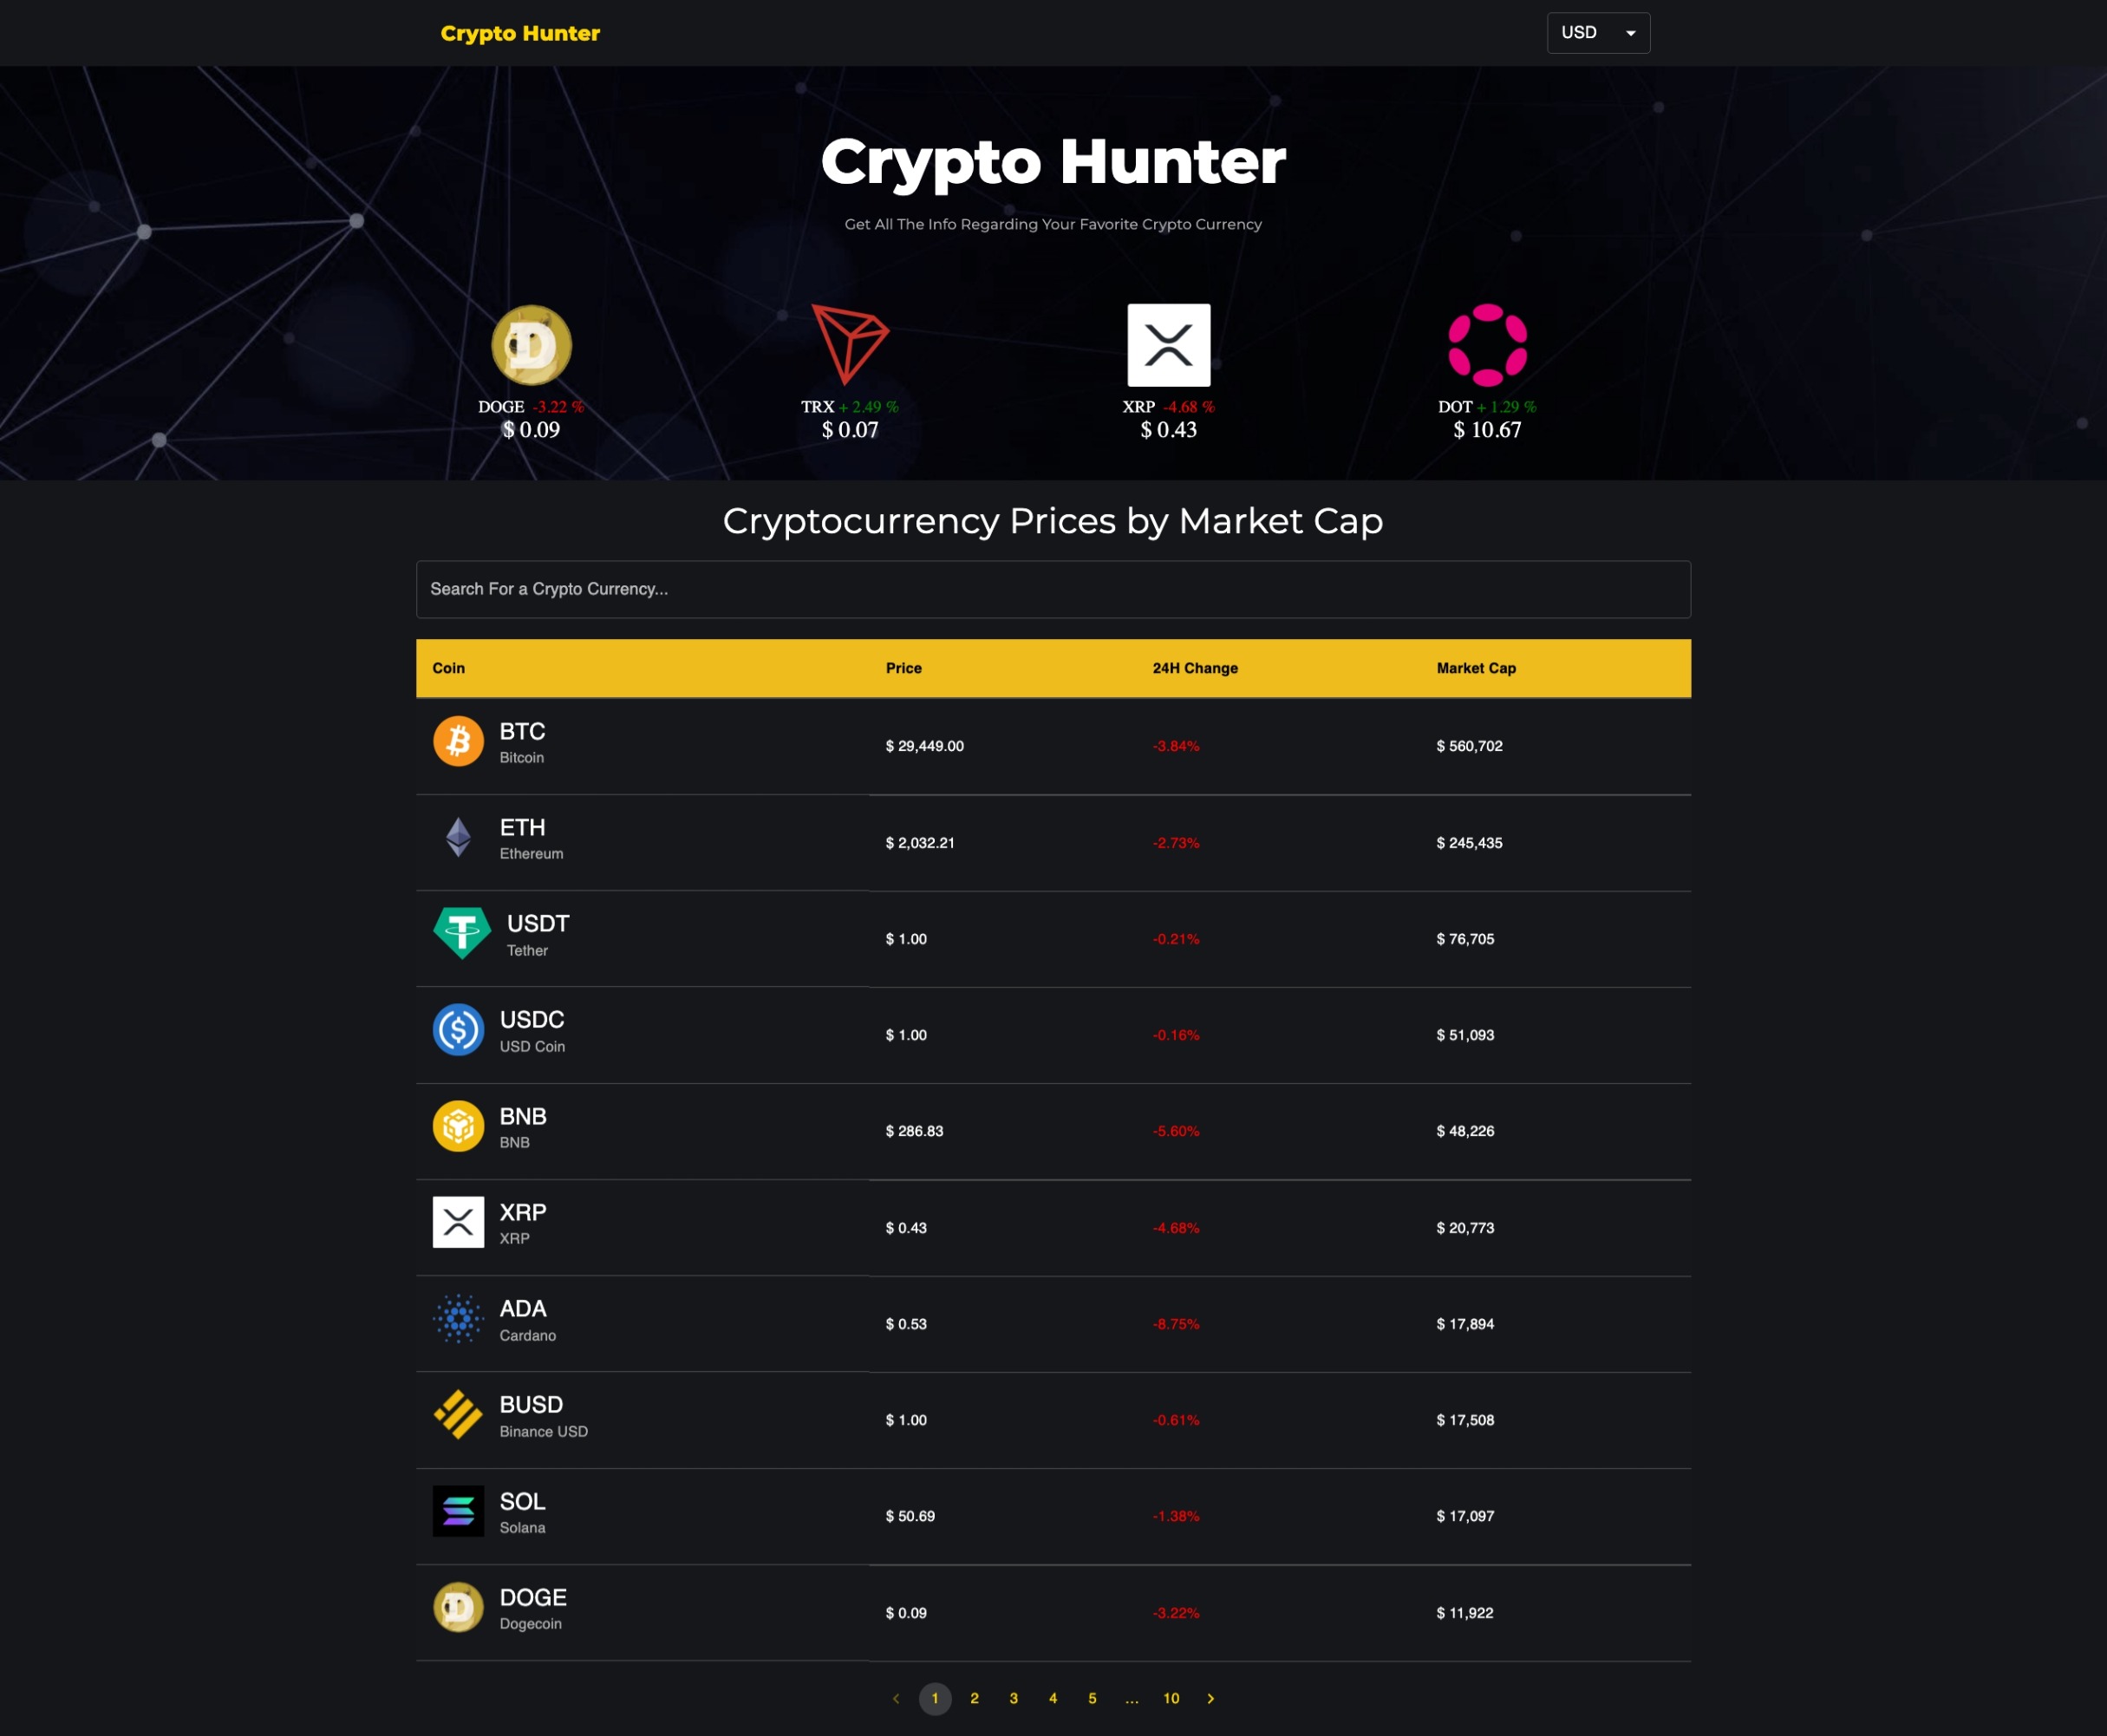 Crypto Hunter
USD
Crypto Hunter
Get All The Info Regarding Your Favorite Crypto Currency
DOGE -3.22 %
$ 0.09
TRX + 2.49 %
$ 0.07
XRP -4.68 %
$ 0.43
DOT + 1.29 %
$ 10.67
Cryptocurrency Prices by Market Cap
Search For a Crypto Currency...
Coin Price 24H Change Market Cap
BTC
Bitcoin
$ 29,449.00 -3.84% $ 560,702
ETH
Ethereum
$ 2,032.21 -2.73% $ 245,435
USDT
Tether
$ 1.00 -0.21% $ 76,705
USDC
USD Coin
$ 1.00 -0.16% $ 51,093
BNB
BNB
$ 286.83 -5.60% $ 48,226
XRP
XRP
$ 0.43 -4.68% $ 20,773
ADA
Cardano
$ 0.53 -8.75% $ 17,894
BUSD
Binance USD
$ 1.00 -0.61% $ 17,508
SOL
Solana
$ 50.69 -1.38% $ 17,097
DOGE
Dogecoin
$ 0.09 -3.22% $ 11,922
1 2 3 4 5 ... 10